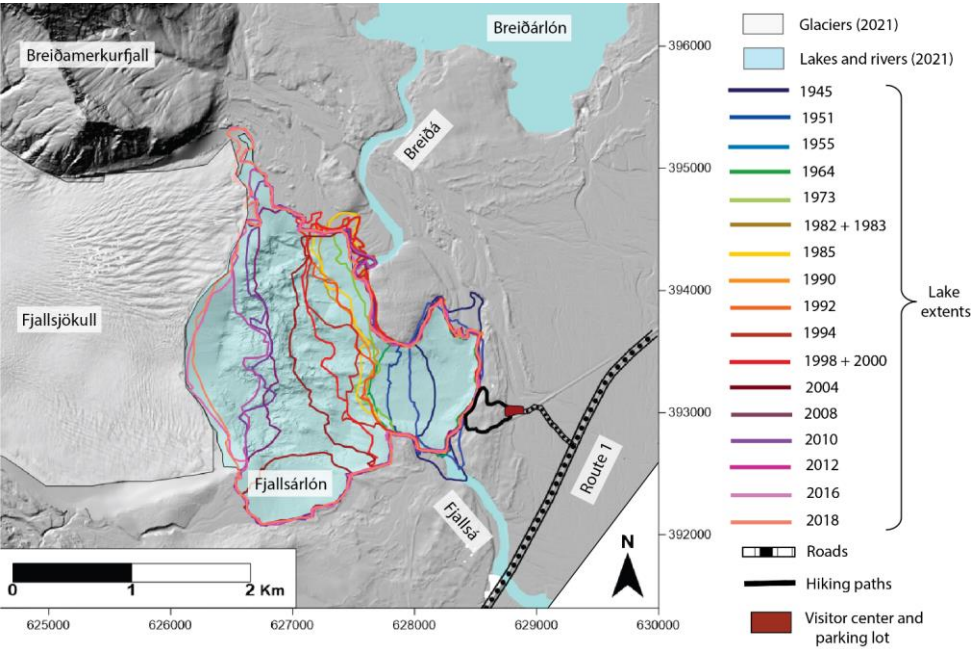 Breiðamerkurfjall
Breiðárlón
Breiðá
Fjallsjökull
Fjallsárlón
Fjallsá
Route 1
N
0 1 2 Km
396000
395000
394000
393000
392000
625000 626000 627000 628000 629000 630000
Glaciers (2021)
Lakes and rivers (2021)
1945
1951
1955
1964
1973
1982 + 1983
1985
1990
1992
1994
1998 + 2000
2004
2008
2010
2012
2016
2018
Lake
extents
Roads
Hiking paths
Visitor center and
parking lot